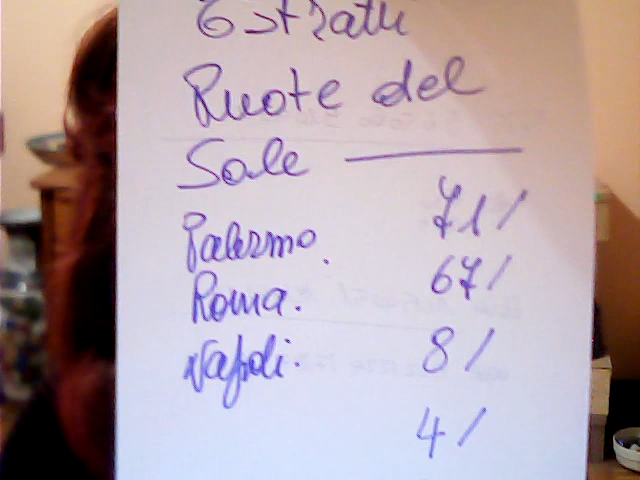 Estratti
Ruote del
Sole
Palermo. 71/
Roma. 67/
Napoli. 8/
4/